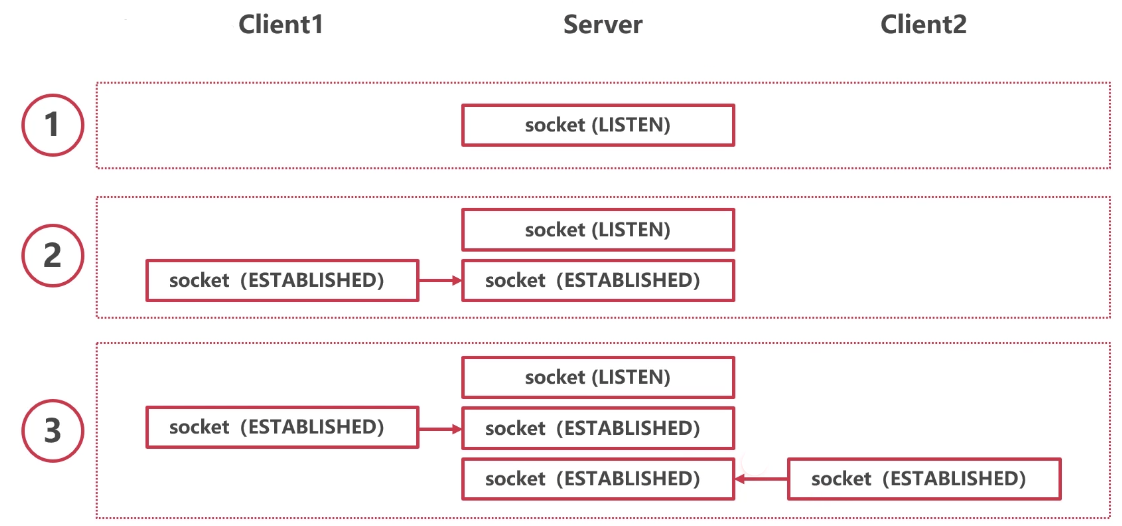 Client1 Server Client2
1
socket (LISTEN)
2
socket (LISTEN)
socket (ESTABLISHED) socket (ESTABLISHED)
3
socket (LISTEN)
socket (ESTABLISHED) socket (ESTABLISHED)
socket (ESTABLISHED) socket (ESTABLISHED)